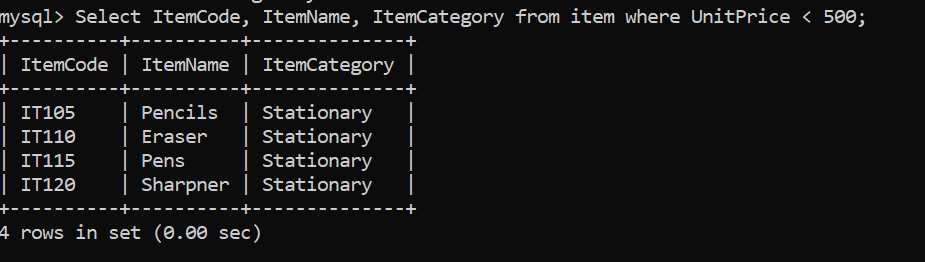 mysql> Select ItemCode, ItemName, ItemCategory from item where UnitPrice < 500;
+----------+----------+--------------+
| ItemCode | ItemName | ItemCategory |
+----------+----------+--------------+
| IT105    | Pencils  | Stationary   |
| IT110    | Eraser   | Stationary   |
| IT115    | Pens     | Stationary   |
| IT120    | Sharpner | Stationary   |
+----------+----------+--------------+
4 rows in set (0.00 sec)